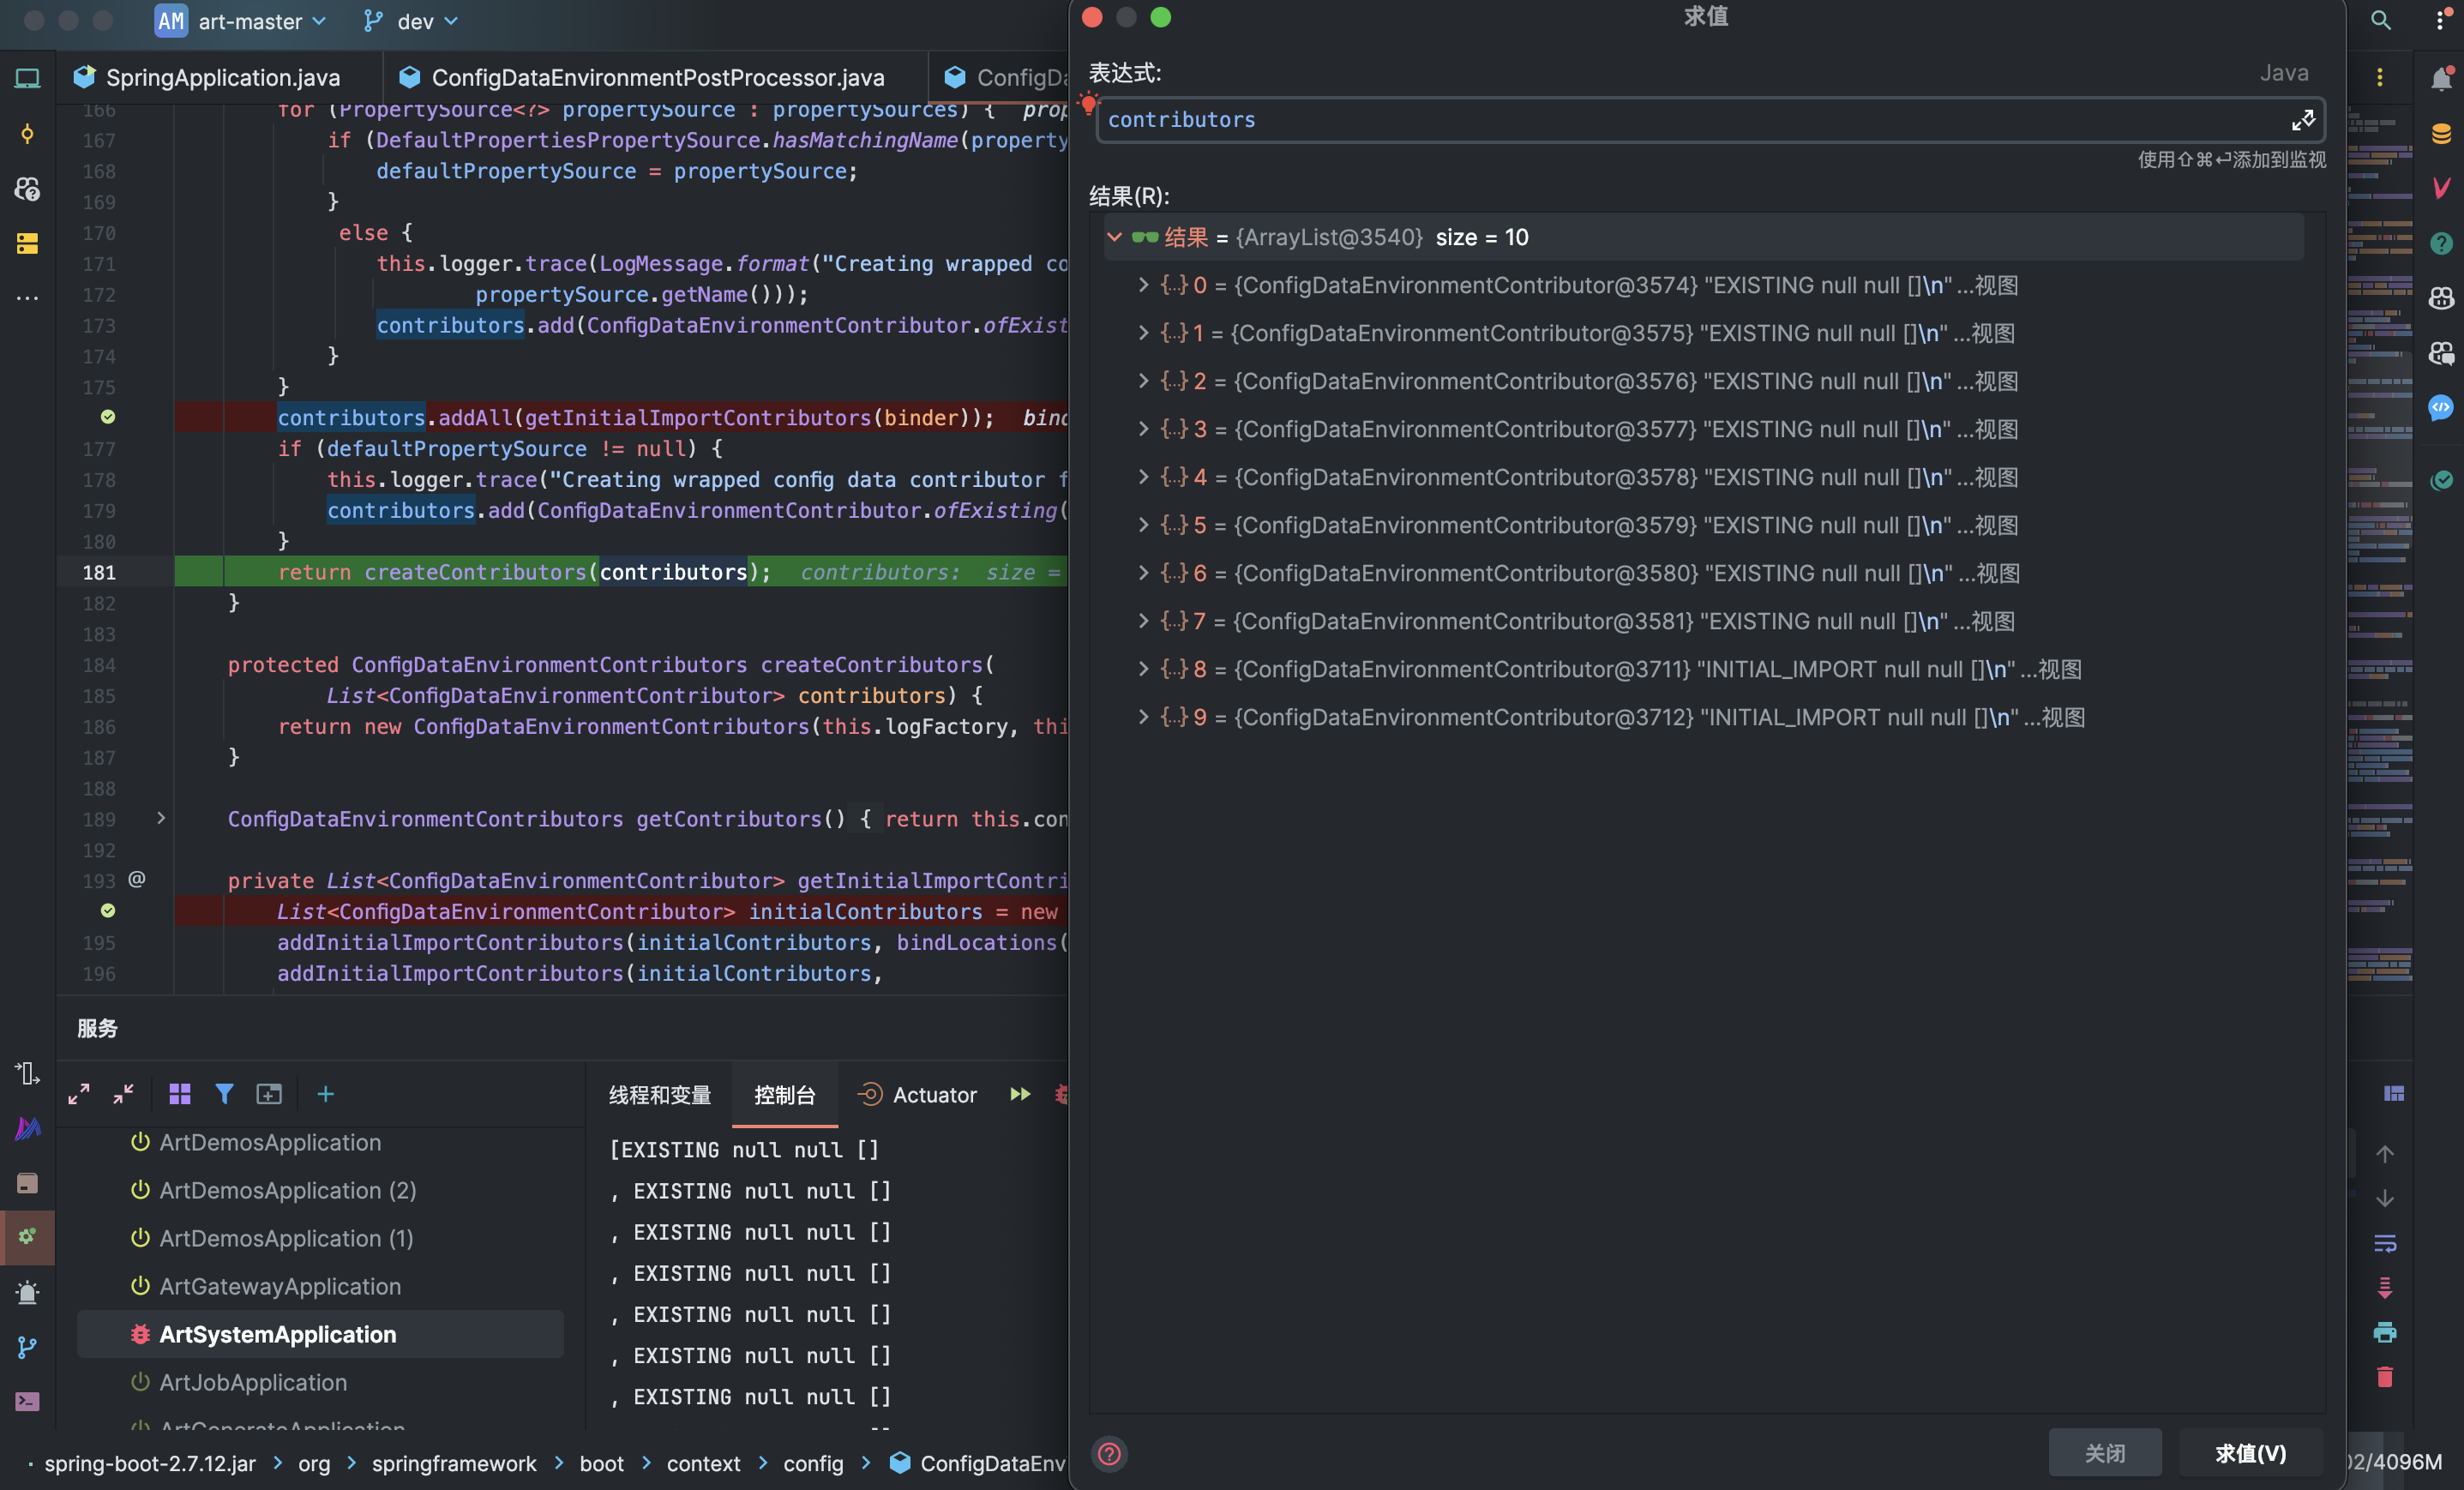 AM art-master dev
SpringApplication.java ConfigDataEnvironmentPostProcessor.java ConfigDa
166 for (PropertySource<?> propertySource : propertySources) { prop
167 if (DefaultPropertiesPropertySource.hasMatchingName(property
168 defaultPropertySource = propertySource;
169 }
170 else {
171 this.logger.trace(LogMessage.format("Creating wrapped co
172 propertySource.getName()));
173 contributors.add(ConfigDataEnvironmentContributor.ofExist
174 }
175 }
contributors.addAll(getInitialImportContributors(binder)); bind
177 if (defaultPropertySource != null) {
178 this.logger.trace("Creating wrapped config data contributor f
179 contributors.add(ConfigDataEnvironmentContributor.ofExisting(
180 }
181 return createContributors(contributors); contributors: size =
182 }
183
184 protected ConfigDataEnvironmentContributors createContributors(
185 List<ConfigDataEnvironmentContributor> contributors) {
186 return new ConfigDataEnvironmentContributors(this.logFactory, thi
187 }
188
189 ConfigDataEnvironmentContributors getContributors() { return this.con
192
193 @ private List<ConfigDataEnvironmentContributor> getInitialImportContri
List<ConfigDataEnvironmentContributor> initialContributors = new
195 addInitialImportContributors(initialContributors, bindLocations(
196 addInitialImportContributors(initialContributors,
求值
表达式:
Java
contributors
使用⇧⌘⏎添加到监视
结果(R):
结果 = {ArrayList@3540} size = 10
{...} 0 = {ConfigDataEnvironmentContributor@3574} "EXISTING null null []\n" ...视图
{...} 1 = {ConfigDataEnvironmentContributor@3575} "EXISTING null null []\n" ...视图
{...} 2 = {ConfigDataEnvironmentContributor@3576} "EXISTING null null []\n" ...视图
{...} 3 = {ConfigDataEnvironmentContributor@3577} "EXISTING null null []\n" ...视图
{...} 4 = {ConfigDataEnvironmentContributor@3578} "EXISTING null null []\n" ...视图
{...} 5 = {ConfigDataEnvironmentContributor@3579} "EXISTING null null []\n" ...视图
{...} 6 = {ConfigDataEnvironmentContributor@3580} "EXISTING null null []\n" ...视图
{...} 7 = {ConfigDataEnvironmentContributor@3581} "EXISTING null null []\n" ...视图
{...} 8 = {ConfigDataEnvironmentContributor@3711} "INITIAL_IMPORT null null []\n" ...视图
{...} 9 = {ConfigDataEnvironmentContributor@3712} "INITIAL_IMPORT null null []\n" ...视图
关闭 求值(V)
服务
ArtDemosApplication
ArtDemosApplication (2)
ArtDemosApplication (1)
ArtGatewayApplication
ArtSystemApplication
ArtJobApplication
ArtGenerateApplication
线程和变量 控制台 Actuator
[EXISTING null null []
, EXISTING null null []
, EXISTING null null []
, EXISTING null null []
, EXISTING null null []
, EXISTING null null []
, EXISTING null null []
spring-boot-2.7.12.jar > org > springframework > boot > context > config > ConfigDataEnv
02/4096M